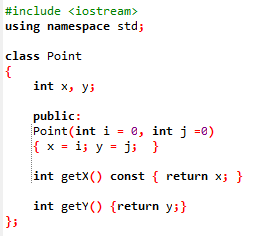 #include <iostream>
using namespace std;
class Point
{
int x, y;
public:
Point(int i = 0, int j =0)
{ x = i; y = j; }
int getX() const { return x; }
int getY() {return y;}
};